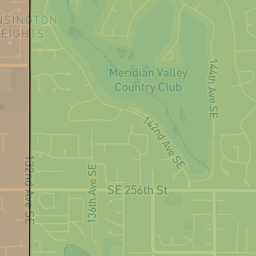 NSINGTON
EIGHTS
Meridian Valley
Country Club
144th Ave SE
142nd Ave SE
132nd Ave SE
136th Ave SE
SE 256th St